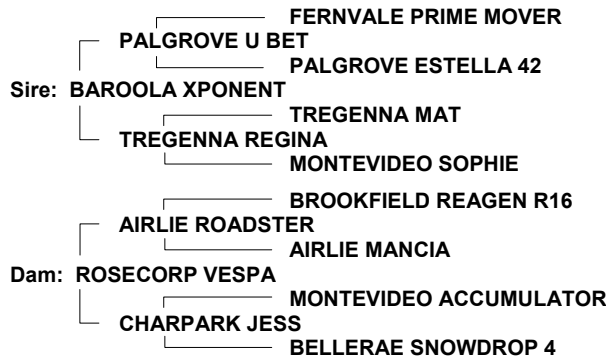 FERNVALE PRIME MOVER
PALGROVE U BET
PALGROVE ESTELLA 42
Sire: BAROOLA XPONENT
TREGENNA MAT
TREGENNA REGINA
MONTEVIDEO SOPHIE
BROOKFIELD REAGEN R16
AIRLIE ROADSTER
AIRLIE MANCIA
Dam: ROSECORP VESPA
MONTEVIDEO ACCUMULATOR
CHARPARK JESS
BELLERAE SNOWDROP 4